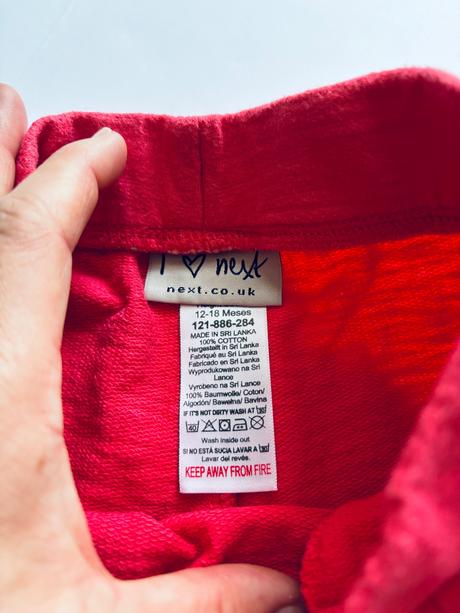 I ♥ next
next.co.uk
12-18 Meses
121-886-284
MADE IN SRI LANKA
100% COTTON
Hergestellt in Sri Lanka
Fabriqué au Sri Lanka
Fabricado en Sri Lanka
Wyprodukowano na Sri
Lance
Vyrobeno na Sri Lance
100% Baumwolle/ Coton/
Algodón/ Bawełna/ Bavlna
IF IT'S NOT DIRTY WASH AT 30
40
Wash inside out
SI NO ESTÁ SUCIA LAVAR A 30
Lavar del revés.
KEEP AWAY FROM FIRE